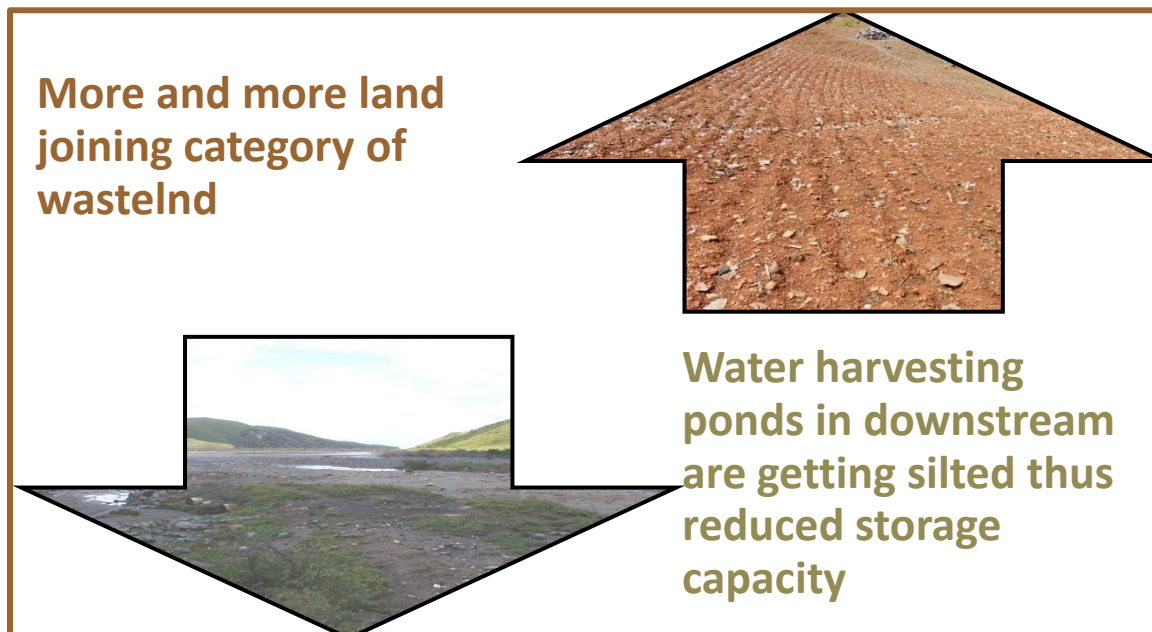 More and more land
joining category of
wastelnd
Water harvesting
ponds in downstream
are getting silted thus
reduced storage
capacity